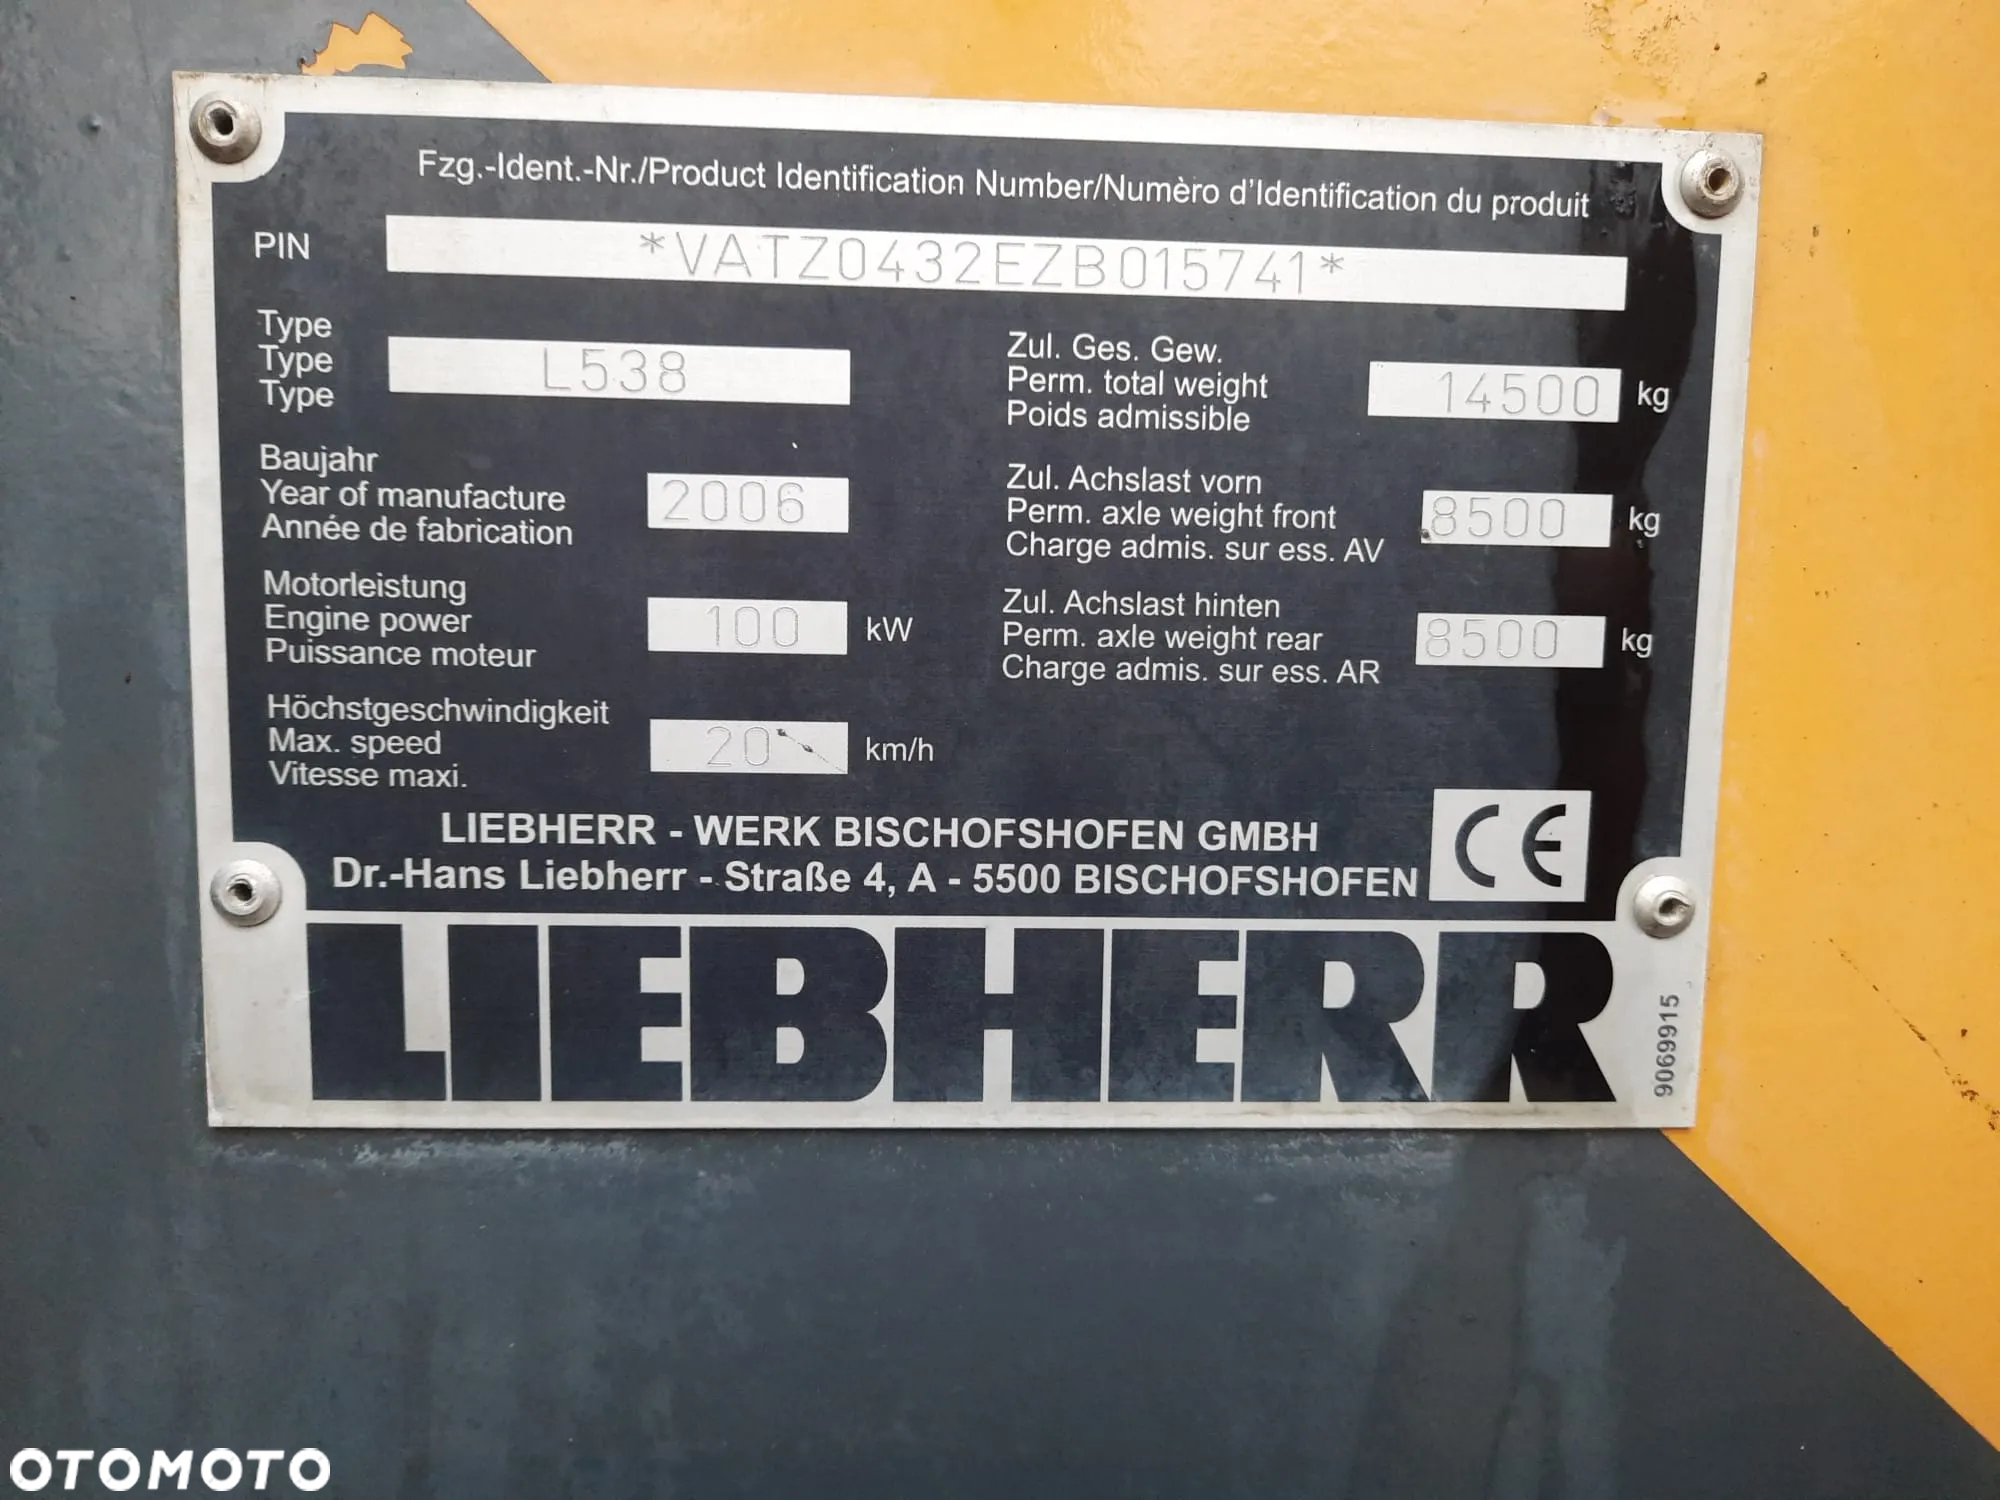 Fzg.-Ident.-Nr./Product Identification Number/Numèro d'Identification du produit
PIN *VATZ0432EZB015741*
Type
Type L538
Type
Zul. Ges. Gew.
Perm. total weight 14500 kg
Poids admissible
Baujahr
Year of manufacture 2006
Année de fabrication
Zul. Achslast vorn
Perm. axle weight front 8500 kg
Charge admis. sur ess. AV
Motorleistung
Engine power 100 kW
Puissance moteur
Zul. Achslast hinten
Perm. axle weight rear 8500 kg
Charge admis. sur ess. AR
Höchstgeschwindigkeit
Max. speed 20 km/h
Vitesse maxi.
LIEBHERR - WERK BISCHOFSHOFEN GMBH
Dr.-Hans Liebherr - Straße 4, A - 5500 BISCHOFSHOFEN
CE
LIEBHERR
9069915
OTOMOTO